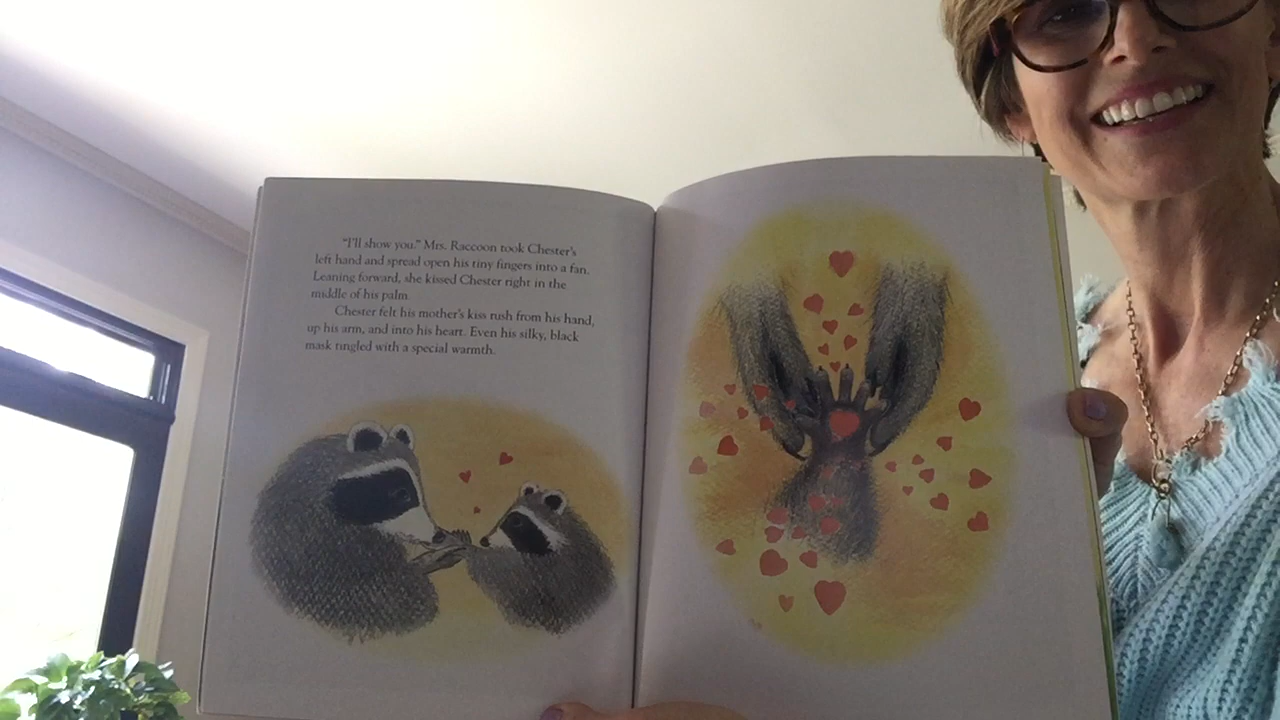 "I'll show you." Mrs. Raccoon took Chester's
left hand and spread open his tiny fingers into a fan.
Leaning forward, she kissed Chester right in the
middle of his palm.
Chester felt his mother's kiss rush from his hand,
up his arm, and into his heart. Even his silky, black
mask tingled with a special warmth.